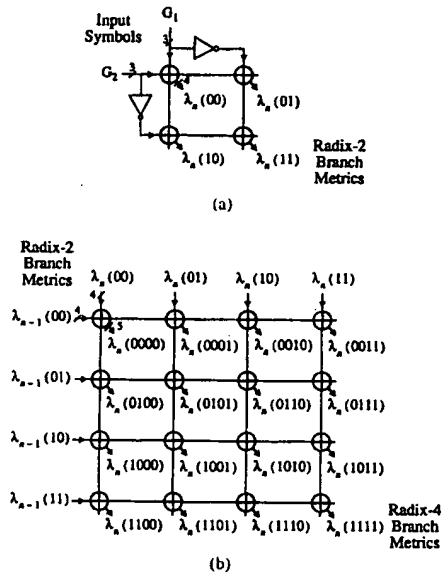 G₁
Input
Symbols
3
G₂ 3
4
λₙ(00) λₙ(01)
λₙ(10) λₙ(11)
Radix-2
Branch
Metrics
(a)
Radix-2
Branch
Metrics
λₙ(00) λₙ(01) λₙ(10) λₙ(11)
4
λₙ₋₁(00) 4
5
λₙ(0000) λₙ(0001) λₙ(0010) λₙ(0011)
λₙ₋₁(01)
λₙ(0100) λₙ(0101) λₙ(0110) λₙ(0111)
λₙ₋₁(10)
λₙ(1000) λₙ(1001) λₙ(1010) λₙ(1011)
λₙ₋₁(11)
λₙ(1100) λₙ(1101) λₙ(1110) λₙ(1111)
Radix-4
Branch
Metrics
(b)